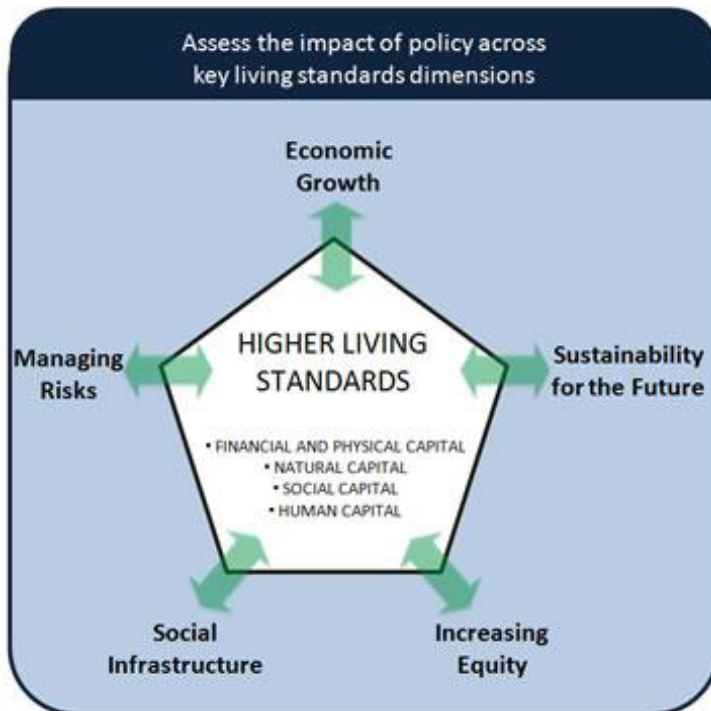 Assess the impact of policy across
key living standards dimensions
Economic
Growth
Managing
Risks
HIGHER LIVING
STANDARDS
Sustainability
for the Future
• FINANCIAL AND PHYSICAL CAPITAL
• NATURAL CAPITAL
• SOCIAL CAPITAL
• HUMAN CAPITAL
Social
Infrastructure
Increasing
Equity